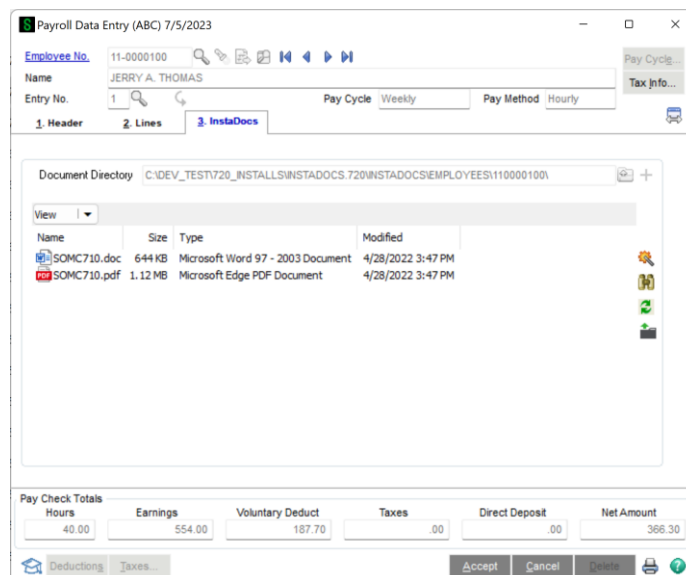 Payroll Data Entry (ABC) 7/5/2023
Employee No. 11-0000100 Pay Cycle...
Name JERRY A. THOMAS Tax Info...
Entry No. 1 Pay Cycle Weekly Pay Method Hourly
1. Header 2. Lines 3. InstaDocs
Document Directory C:\DEV_TEST\720_INSTALLS\INSTADOCS.720\INSTADOCS\EMPLOYEES\110000100\
View
Name Size Type Modified
SOMC710.doc 644 KB Microsoft Word 97 - 2003 Document 4/28/2022 3:47 PM
PDF SOMC710.pdf 1.12 MB Microsoft Edge PDF Document 4/28/2022 3:47 PM
Pay Check Totals
Hours Earnings Voluntary Deduct Taxes Direct Deposit Net Amount
40.00 554.00 187.70 .00 .00 366.30
Deductions Taxes... Accept Cancel Delete